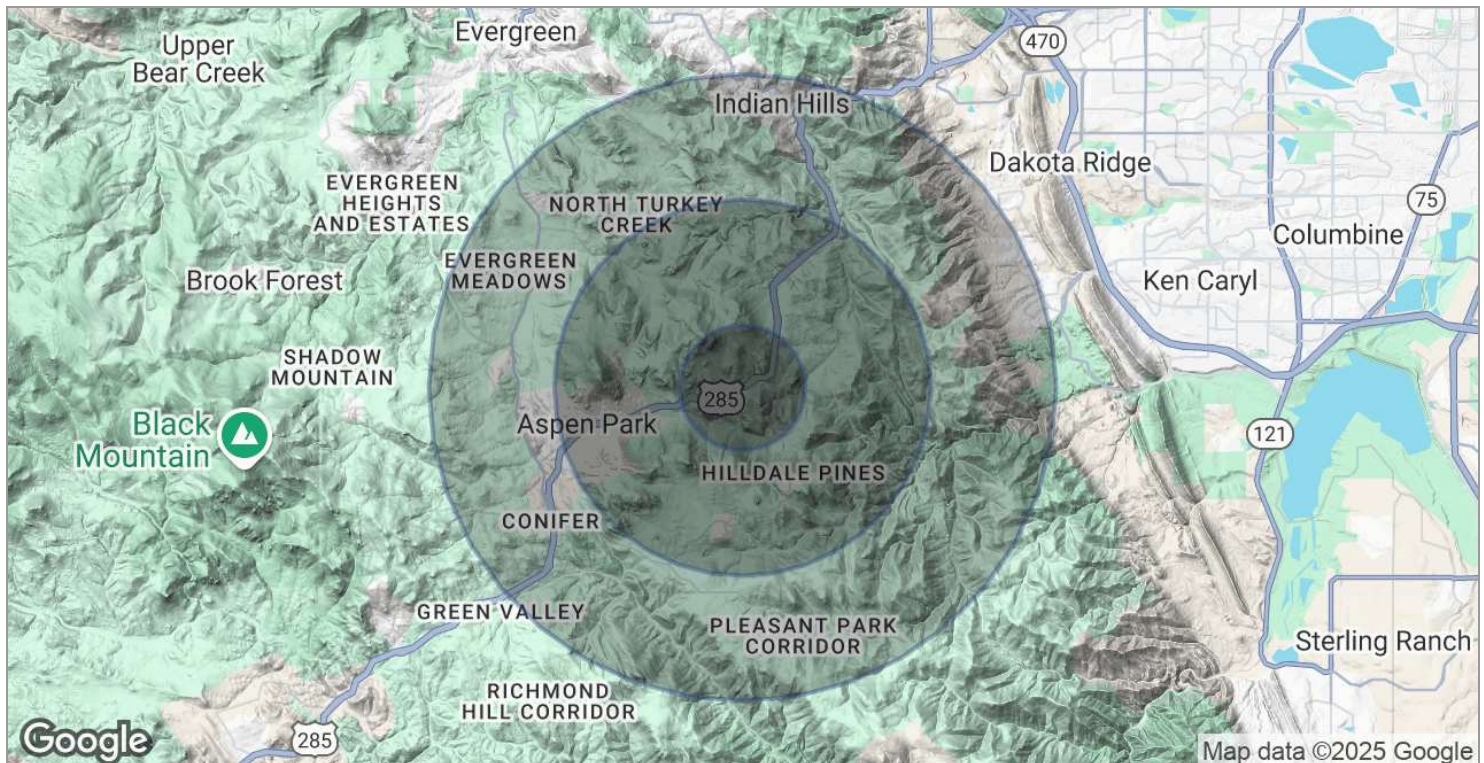 Upper
Bear Creek
Evergreen
470
Indian Hills
Dakota Ridge
EVERGREEN
HEIGHTS
AND ESTATES
NORTH TURKEY
CREEK
75
Columbine
EVERGREEN
MEADOWS
Brook Forest
Ken Caryl
SHADOW
MOUNTAIN
285
Black
Mountain
Aspen Park
121
HILLDALE PINES
CONIFER
GREEN VALLEY
PLEASANT PARK
CORRIDOR
Sterling Ranch
RICHMOND
HILL CORRIDOR
285
Google
Map data ©2025 Google